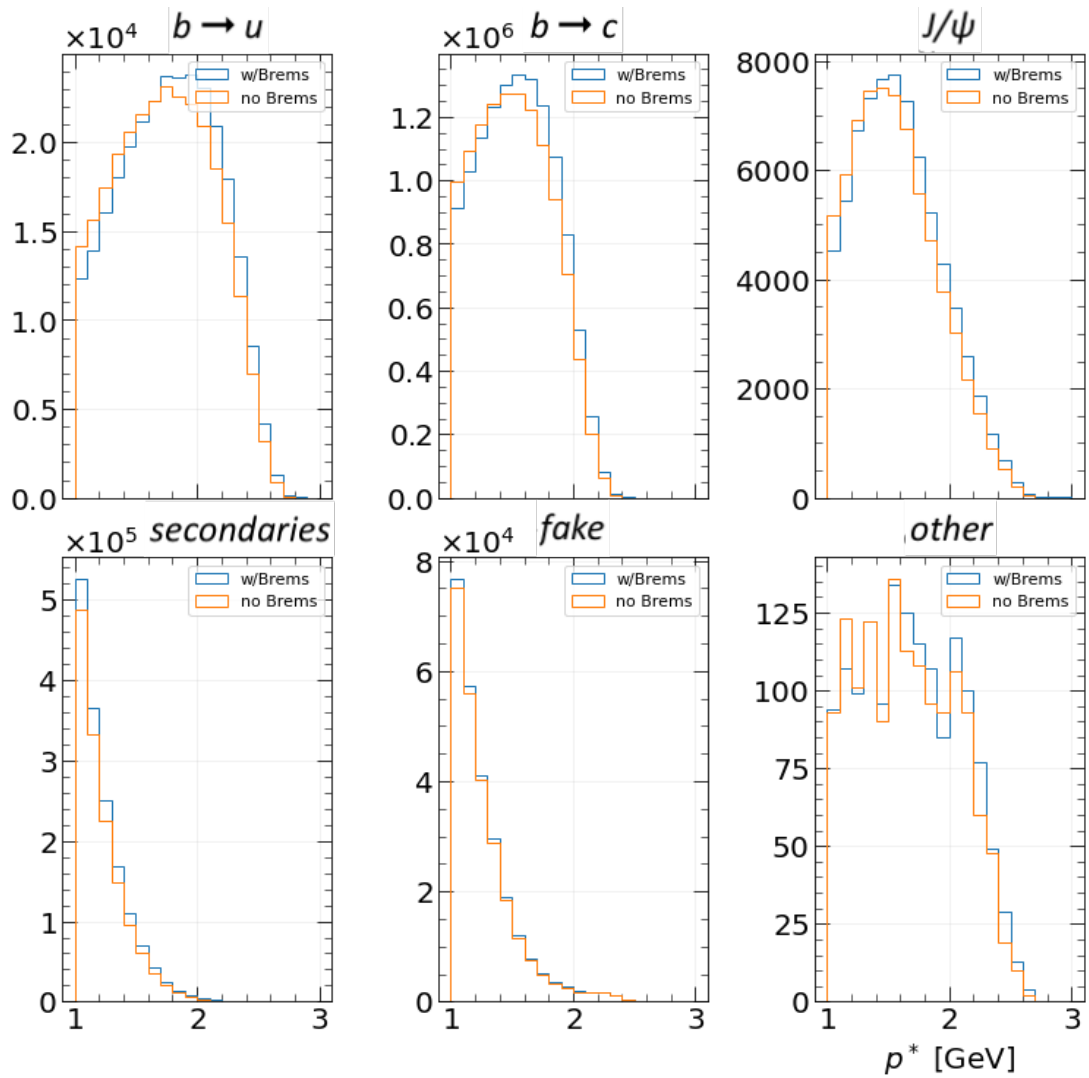 ×10⁴ b → u
w/Brems
no Brems
2.0
1.5
1.0
0.5
0.0
×10⁶ b → c
w/Brems
no Brems
1.2
1.0
0.8
0.6
0.4
0.2
0.0
J/ψ
w/Brems
no Brems
8000
6000
4000
2000
0
×10⁵ secondaries
w/Brems
no Brems
5
4
3
2
1
0
1 2 3
×10⁴ fake
w/Brems
no Brems
8
6
4
2
0
1 2 3
other
w/Brems
no Brems
125
100
75
50
25
0
1 2 3
p* [GeV]